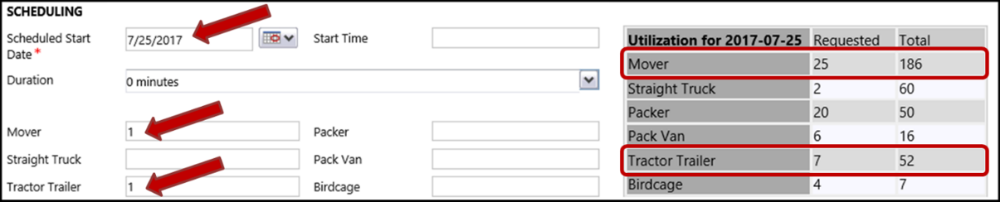 SCHEDULING
Scheduled Start
Date *
7/25/2017
Start Time
Duration
0 minutes
Mover
1
Packer
Straight Truck
Pack Van
Tractor Trailer
1
Birdcage
Utilization for 2017-07-25 Requested Total
Mover 25 186
Straight Truck 2 60
Packer 20 50
Pack Van 6 16
Tractor Trailer 7 52
Birdcage 4 7